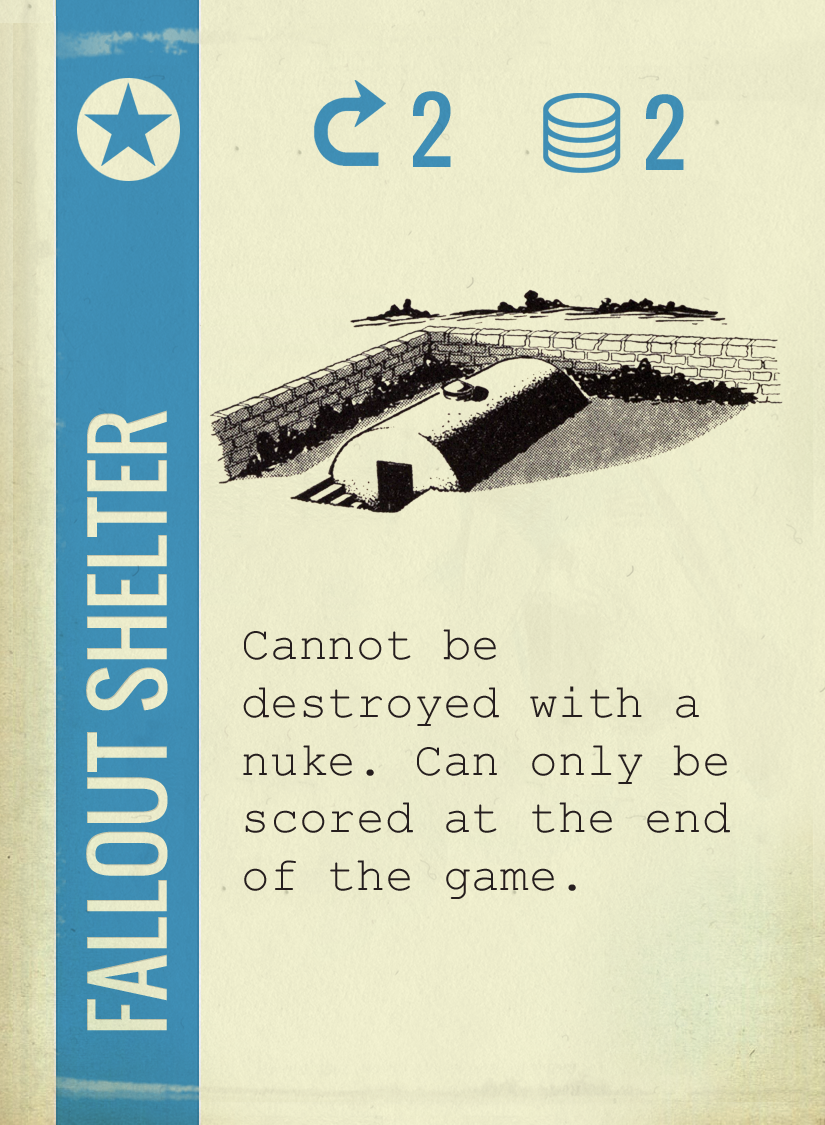 2 2
FALLOUT SHELTER
Cannot be
destroyed with a
nuke. Can only be
scored at the end
of the game.